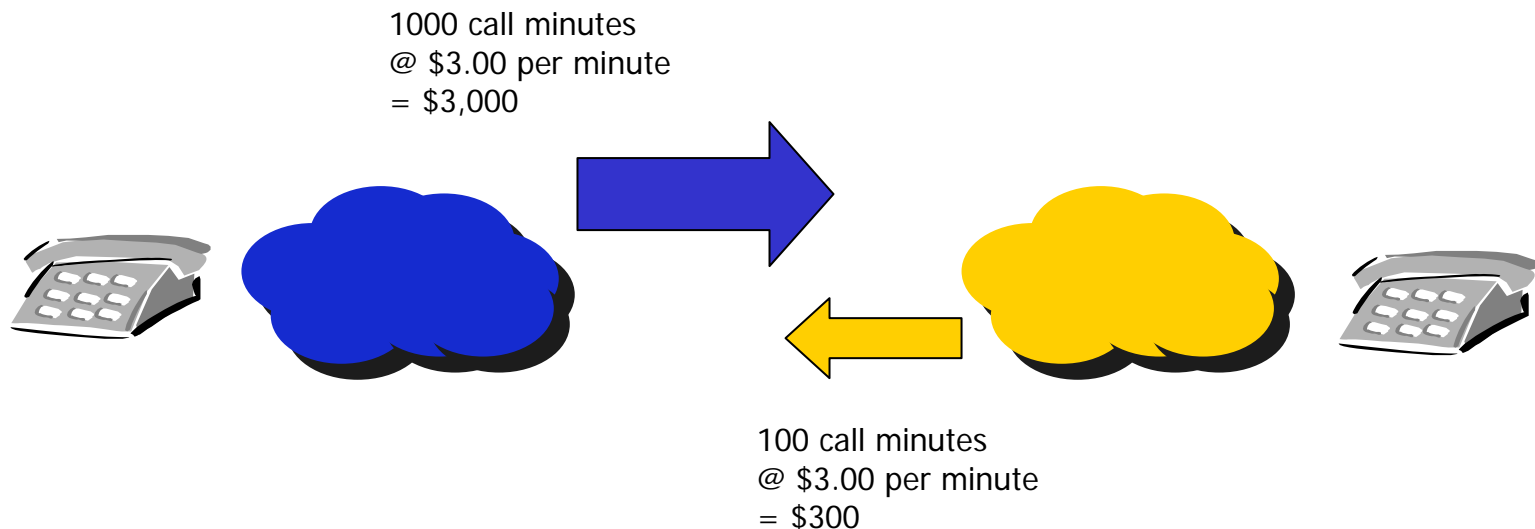 1000 call minutes
@ $3.00 per minute
= $3,000
100 call minutes
@ $3.00 per minute
= $300